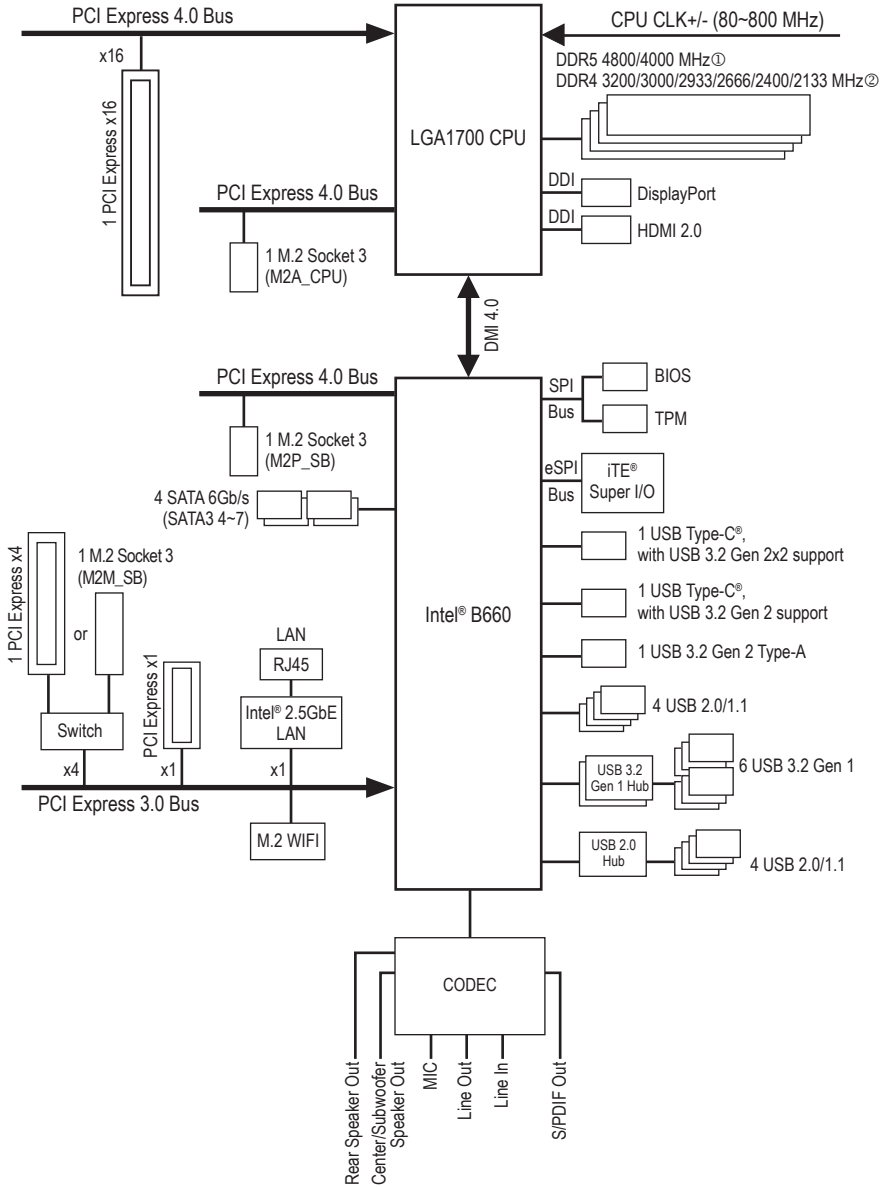 PCI Express 4.0 Bus
x16
1 PCI Express x16
CPU CLK+/- (80~800 MHz)
DDR5 4800/4000 MHz①
DDR4 3200/3000/2933/2666/2400/2133 MHz②
LGA1700 CPU
DDI
DisplayPort
DDI
HDMI 2.0
PCI Express 4.0 Bus
1 M.2 Socket 3
(M2A_CPU)
DMI 4.0
PCI Express 4.0 Bus
1 M.2 Socket 3
(M2P_SB)
SPI
Bus
BIOS
TPM
eSPI
Bus
iTE®
Super I/O
4 SATA 6Gb/s
(SATA3 4~7)
1 USB Type-C®,
with USB 3.2 Gen 2x2 support
1 USB Type-C®,
with USB 3.2 Gen 2 support
Intel® B660
1 USB 3.2 Gen 2 Type-A
4 USB 2.0/1.1
USB 3.2
Gen 1 Hub
6 USB 3.2 Gen 1
USB 2.0
Hub
4 USB 2.0/1.1
1 PCI Express x4
or
1 M.2 Socket 3
(M2M_SB)
Switch
x4
PCI Express x1
x1
LAN
RJ45
Intel® 2.5GbE
LAN
x1
PCI Express 3.0 Bus
M.2 WIFI
CODEC
Rear Speaker Out
Center/Subwoofer
Speaker Out
MIC
Line Out
Line In
S/PDIF Out